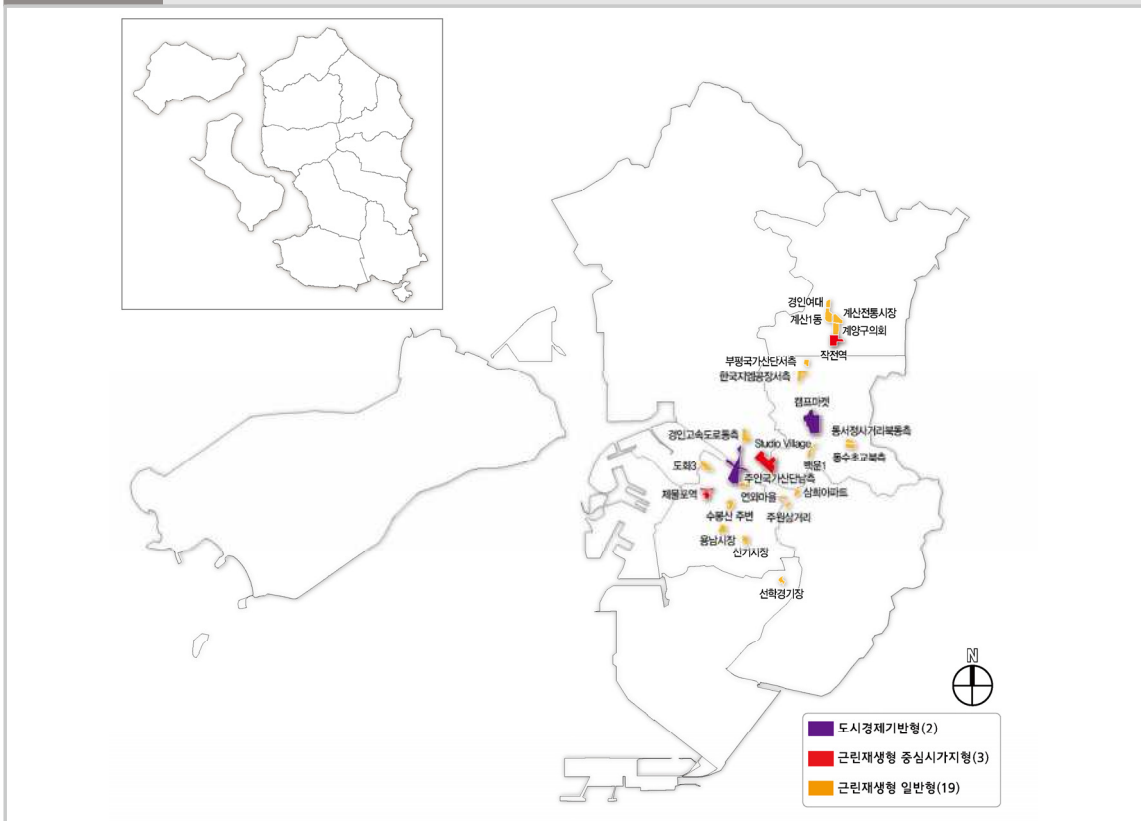 경인여대
계산전통시장
계산1동
계양구의회
작전역
부평국가산단서측
한국지엠공장서측
캠프마켓
동서정사거리북동측
경인고속도로동측
Studio Village
동수초교북측
백운1
도화3
주안국가산단남측
제물포역
연와마을
삼희아파트
수봉산 주변
주원삼거리
용남시장
신기시장
선학경기장
N
도시경제기반형(2)
근린재생형 중심시가지형(3)
근린재생형 일반형(19)